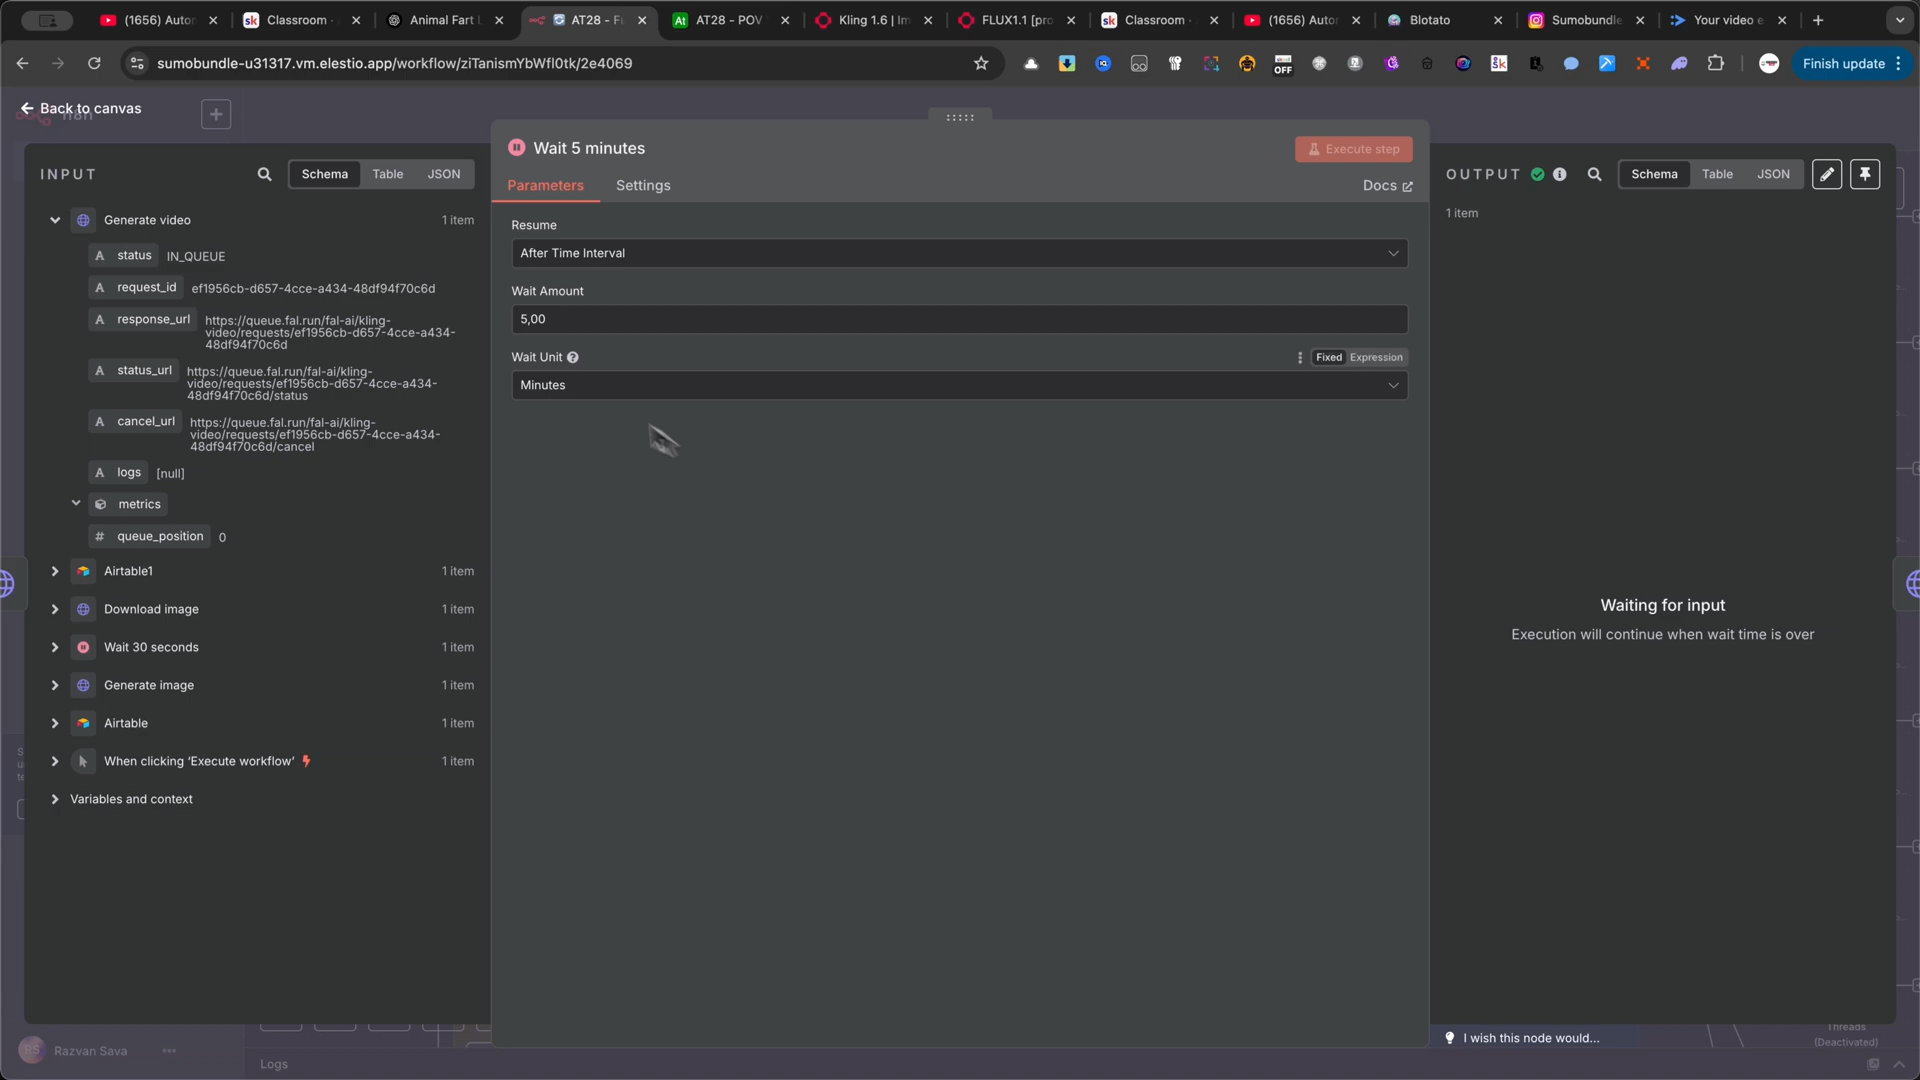 (1656) Autor
Classroom
Animal Fart L
AT28 - Fu
AT28 - POV
Kling 1.6 | Im
FLUX1.1 [pro
Classroom
(1656) Autor
Blotato
Sumobundle
Your video e
sumobundle-u31317.vm.elestio.app/workflow/ziTanismYbWfl0tk/2e4069
OFF
Finish update
Back to canvas
n8n
Wait 5 minutes
Execute step
INPUT
Schema
Table
JSON
Parameters
Settings
Docs
OUTPUT
Schema
Table
JSON
1 item
Generate video
1 item
status
IN_QUEUE
request_id
ef1956cb-d657-4cce-a434-48df94f70c6d
response_url
https://queue.fal.run/fal-ai/kling-
video/requests/ef1956cb-d657-4cce-a434-
48df94f70c6d
status_url
https://queue.fal.run/fal-ai/kling-
video/requests/ef1956cb-d657-4cce-a434-
48df94f70c6d/status
cancel_url
https://queue.fal.run/fal-ai/kling-
video/requests/ef1956cb-d657-4cce-a434-
48df94f70c6d/cancel
logs
[null]
metrics
queue_position
0
Airtable1
1 item
Download image
1 item
Wait 30 seconds
1 item
Generate image
1 item
Airtable
1 item
When clicking ‘Execute workflow’
1 item
Variables and context
Resume
After Time Interval
Wait Amount
5,00
Wait Unit
Fixed
Expression
Minutes
Waiting for input
Execution will continue when wait time is over
I wish this node would...
Threads
(Deactivated)
RS
Razvan Sava
Logs